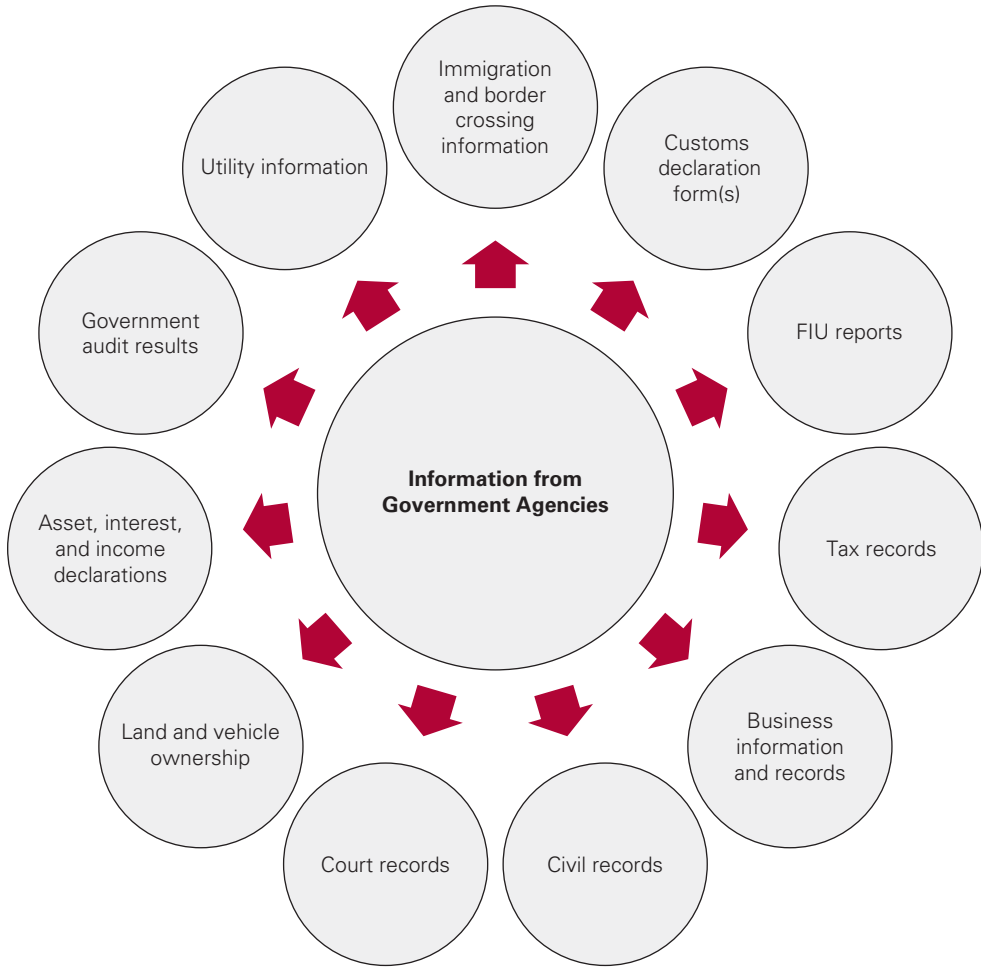 Immigration
and border
crossing
information
Customs
declaration
form(s)
FIU reports
Tax records
Business
information
and records
Civil records
Court records
Land and vehicle
ownership
Asset, interest,
and income
declarations
Government
audit results
Utility information
Information from
Government Agencies